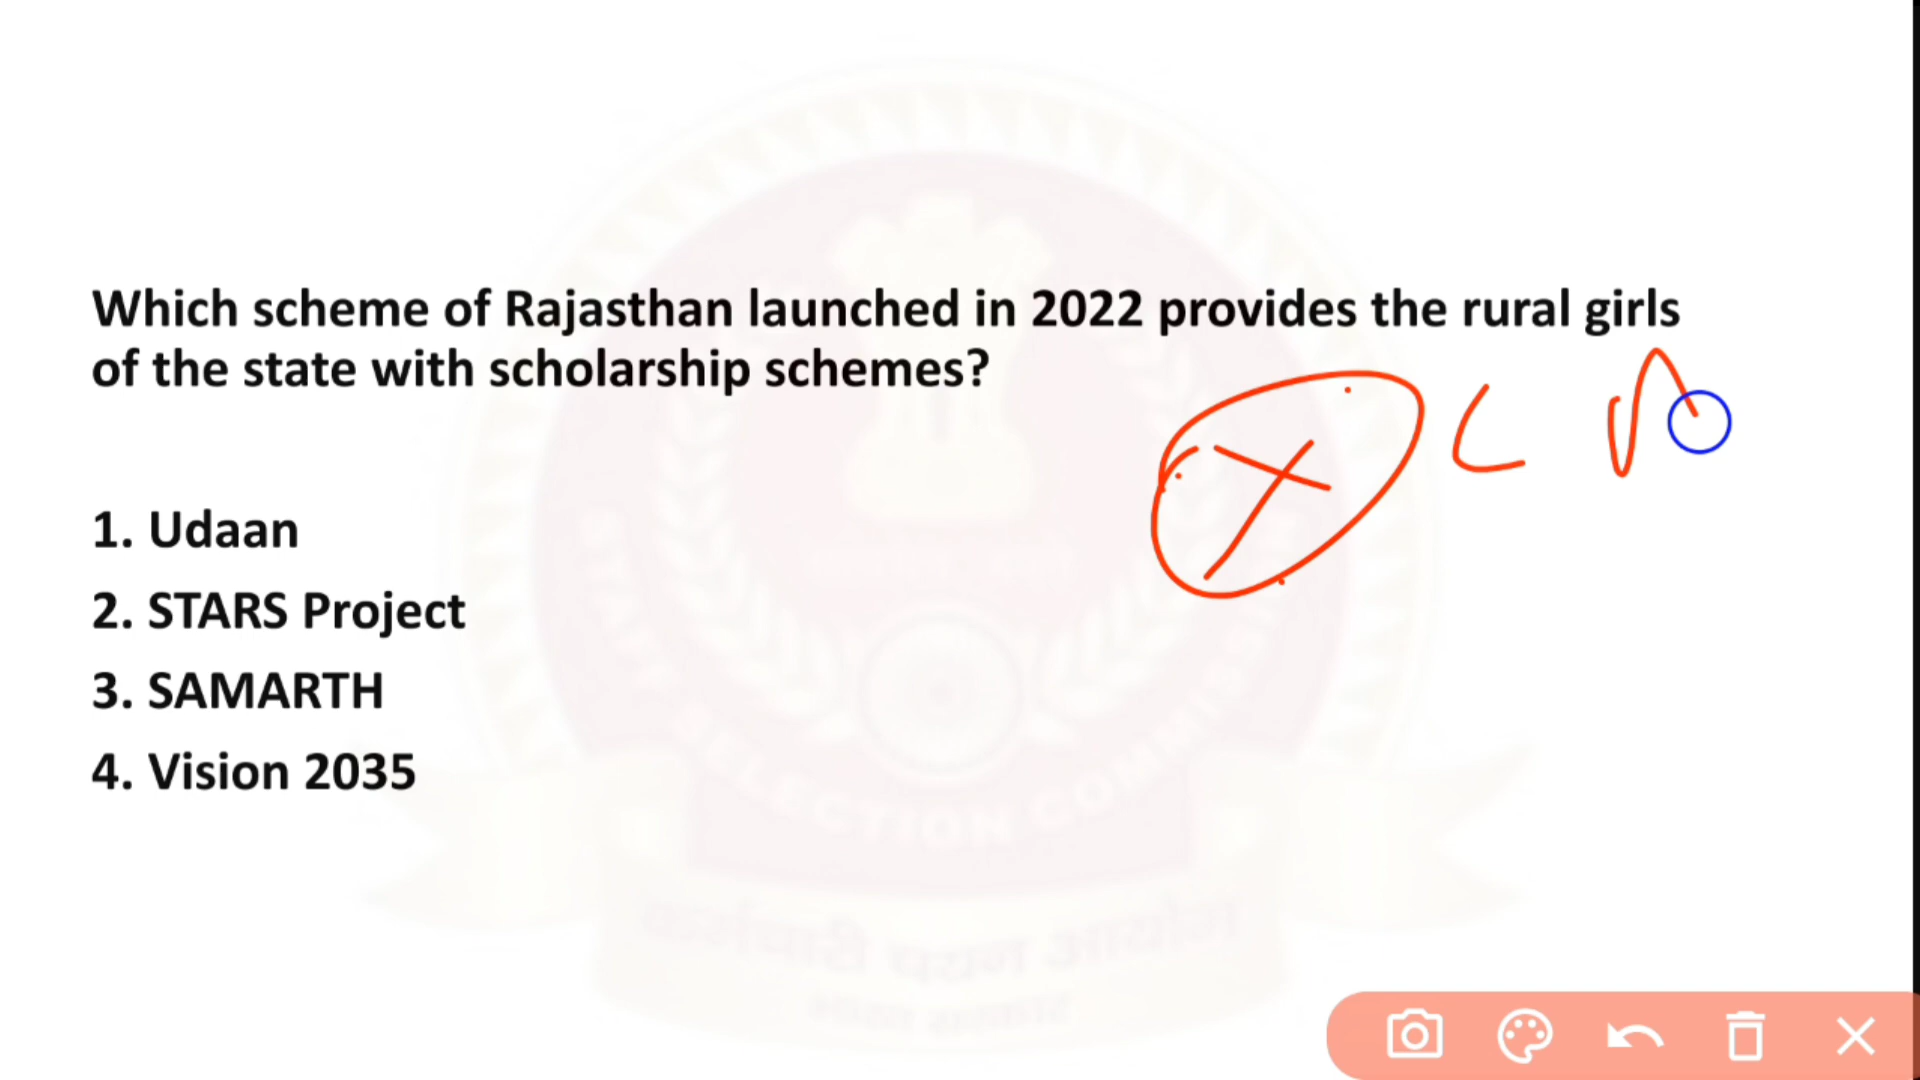 Which scheme of Rajasthan launched in 2022 provides the rural girls
of the state with scholarship schemes?
1. Udaan
2. STARS Project
3. SAMARTH
4. Vision 2035